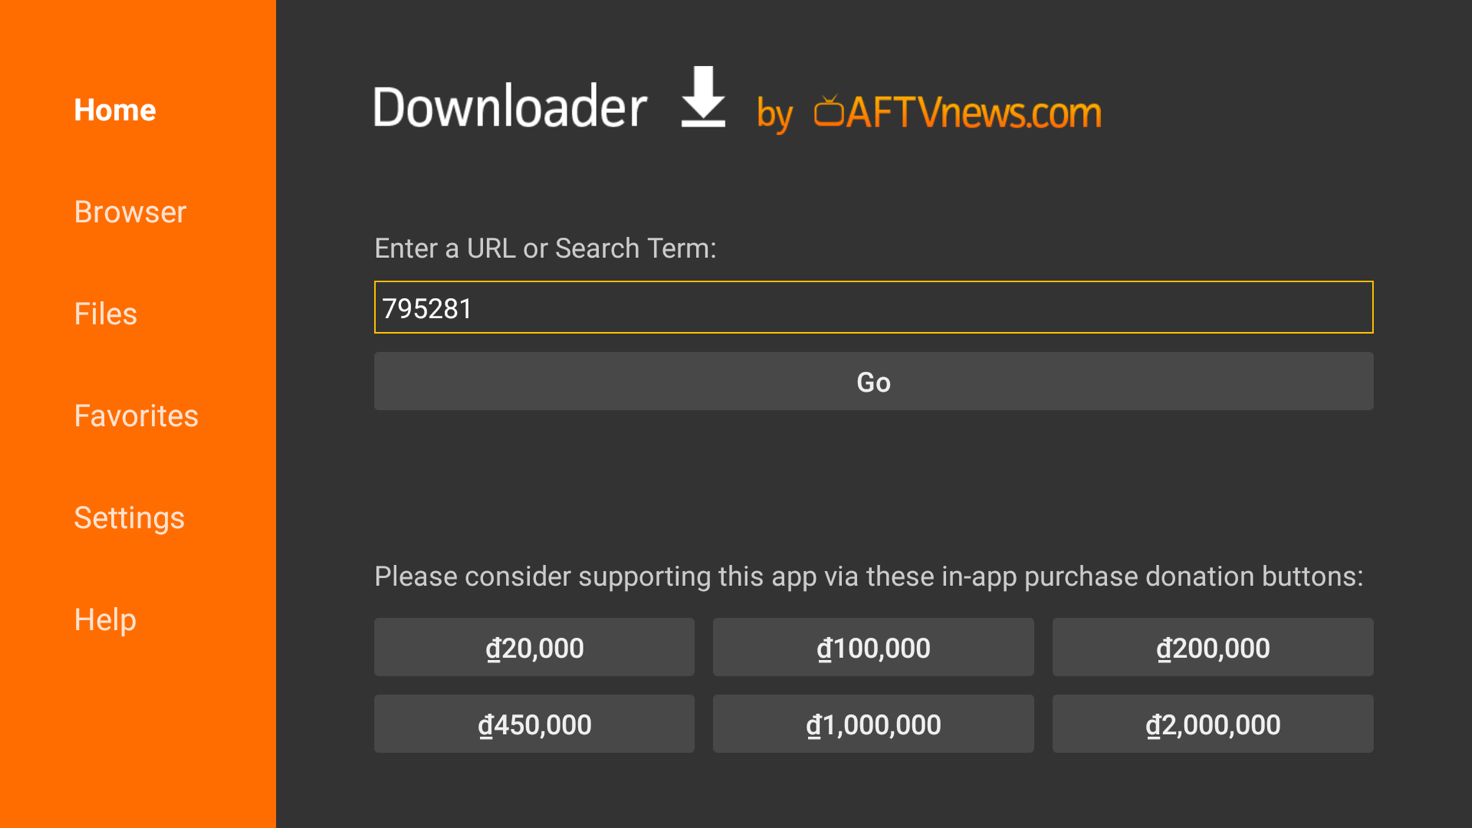 Home
Browser
Files
Favorites
Settings
Help
Downloader by AFTVnews.com
Enter a URL or Search Term:
795281
Go
Please consider supporting this app via these in-app purchase donation buttons:
₫20,000 ₫100,000 ₫200,000
₫450,000 ₫1,000,000 ₫2,000,000